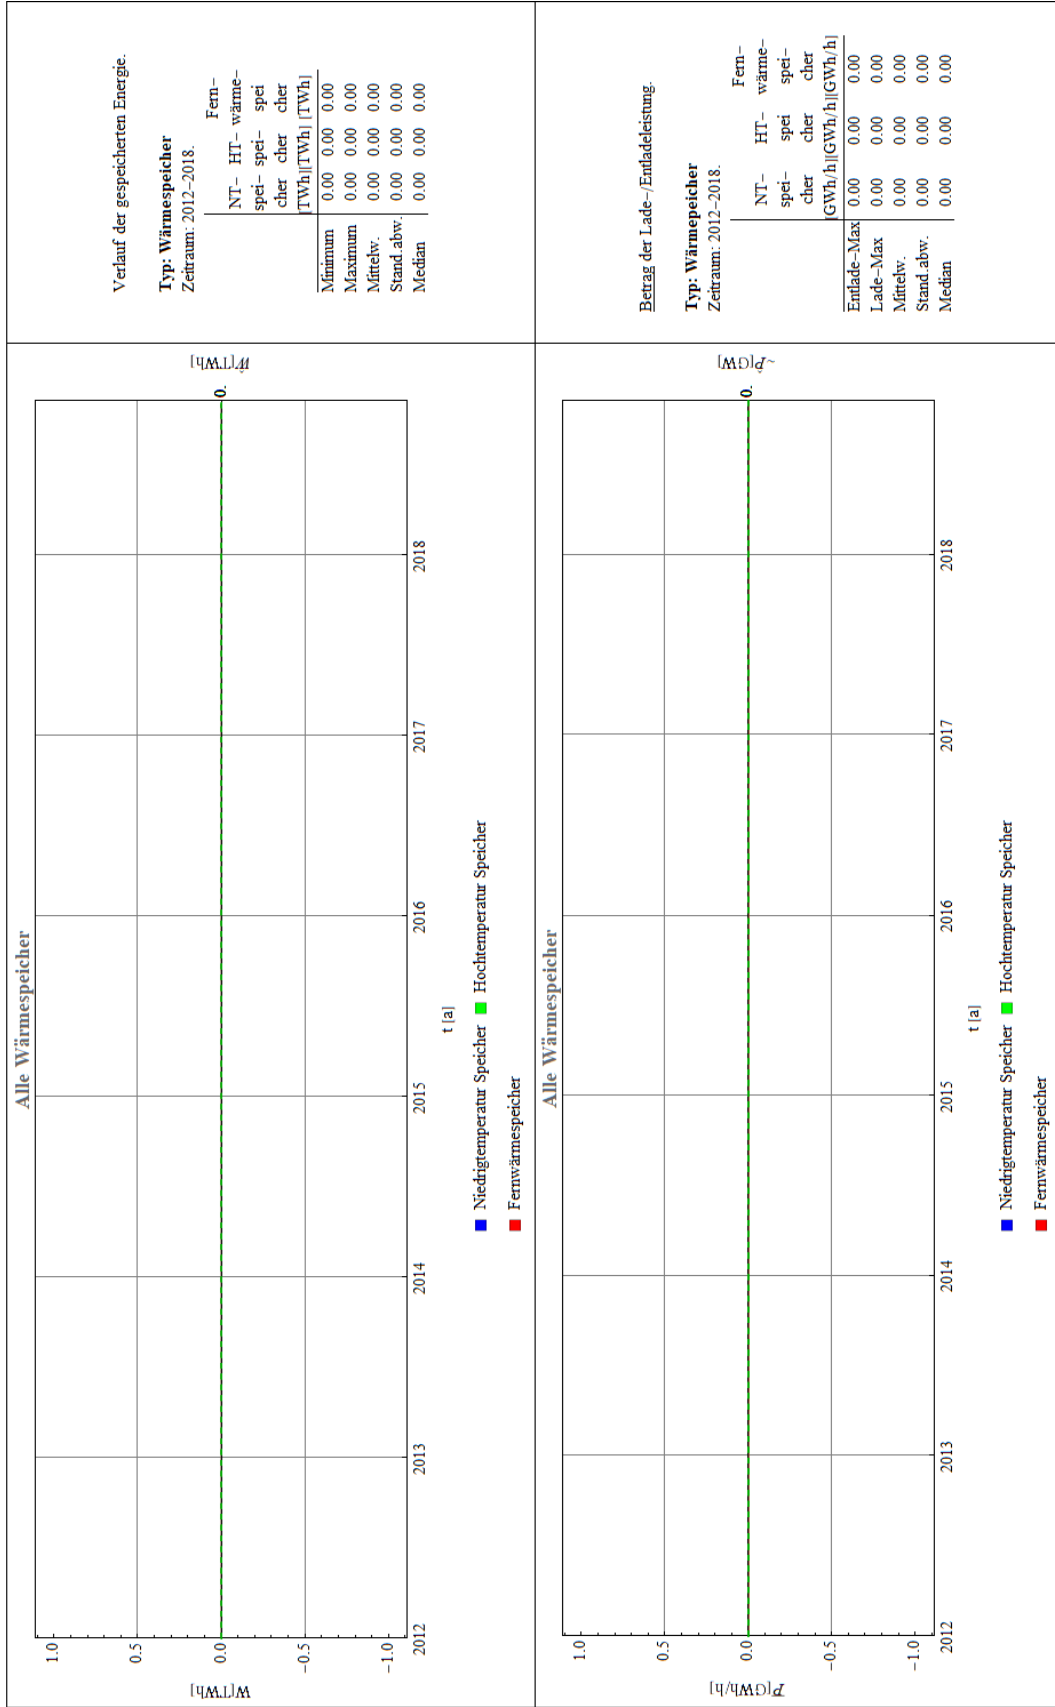 Alle Wärmespeicher
W[TWh]
Ŵ[TWh]
1.0
0.5
0.0
−0.5
−1.0
0.
2012 2013 2014 2015 2016 2017 2018
t [a]
Niedrigtemperatur Speicher Hochtemperatur Speicher
Fernwärmespeicher
Verlauf der gespeicherten Energie.
Typ: Wärmespeicher
Zeitraum: 2012–2018.
Fern−
NT− HT− wärme−
spei− spei− spei
cher cher cher
[TWh] [TWh] [TWh]
Minimum 0.00 0.00 0.00
Maximum 0.00 0.00 0.00
Mittelw. 0.00 0.00 0.00
Stand.abw. 0.00 0.00 0.00
Median 0.00 0.00 0.00
Alle Wärmespeicher
P[GWh/h]
~P̂[GW]
1.0
0.5
0.0
−0.5
−1.0
0.
2012 2013 2014 2015 2016 2017 2018
t [a]
Niedrigtemperatur Speicher Hochtemperatur Speicher
Fernwärmespeicher
Betrag der Lade−/Entladeleistung.
Typ: Wärmepeicher
Zeitraum: 2012–2018.
Fern−
NT− HT− wärme−
spei− spei spei−
cher cher cher
[GWh/h] [GWh/h] [GWh/h]
Entlade−Max 0.00 0.00 0.00
Lade−Max 0.00 0.00 0.00
Mittelw. 0.00 0.00 0.00
Stand.abw. 0.00 0.00 0.00
Median 0.00 0.00 0.00